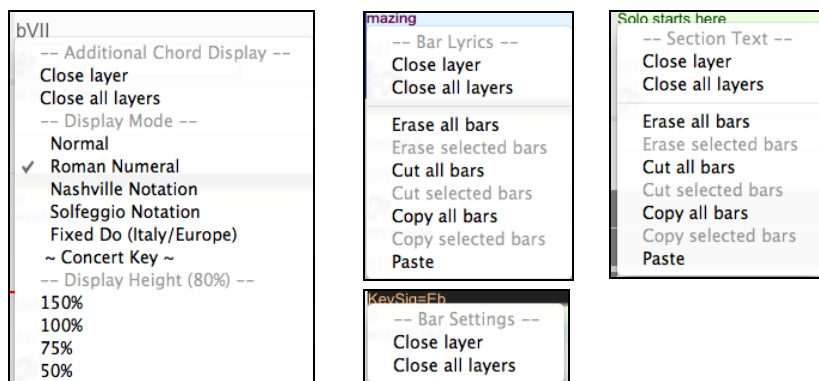 bVII
-- Additional Chord Display --
Close layer
Close all layers
-- Display Mode --
Normal
✓ Roman Numeral
Nashville Notation
Solfeggio Notation
Fixed Do (Italy/Europe)
~ Concert Key ~
-- Display Height (80%) --
150%
100%
75%
50%
mazing
-- Bar Lyrics --
Close layer
Close all layers
Erase all bars
Erase selected bars
Cut all bars
Cut selected bars
Copy all bars
Copy selected bars
Paste
KeySig=Eb
-- Bar Settings --
Close layer
Close all layers
Solo starts here
-- Section Text --
Close layer
Close all layers
Erase all bars
Erase selected bars
Cut all bars
Cut selected bars
Copy all bars
Copy selected bars
Paste